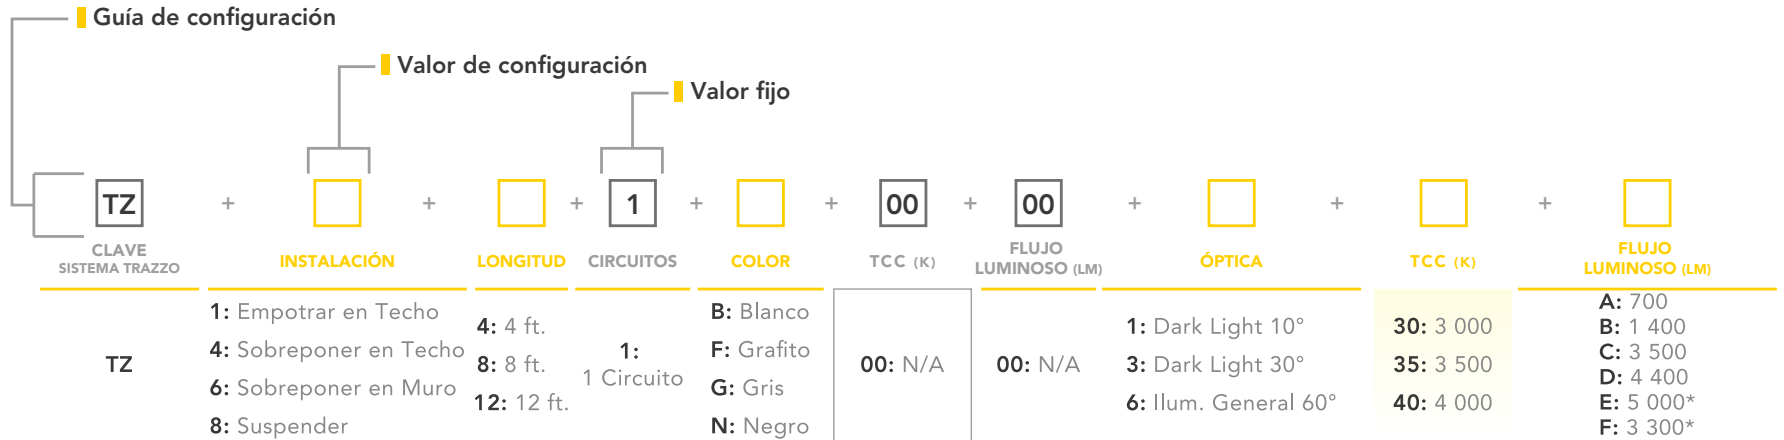 Guía de configuración
Valor de configuración
Valor fijo
TZ + + + 1 + + 00 + 00 + + +
CLAVE
SISTEMA TRAZZO
INSTALACIÓN
LONGITUD
CIRCUITOS
COLOR
TCC (K)
FLUJO
LUMINOSO (LM)
ÓPTICA
TCC (K)
FLUJO
LUMINOSO (LM)
TZ
1: Empotrar en Techo
4: Sobreponer en Techo
6: Sobreponer en Muro
8: Suspender
4: 4 ft.
8: 8 ft.
12: 12 ft.
1:
1 Circuito
B: Blanco
F: Grafito
G: Gris
N: Negro
00: N/A
00: N/A
1: Dark Light 10°
3: Dark Light 30°
6: Ilum. General 60°
30: 3 000
35: 3 500
40: 4 000
A: 700
B: 1 400
C: 3 500
D: 4 400
E: 5 000*
F: 3 300*